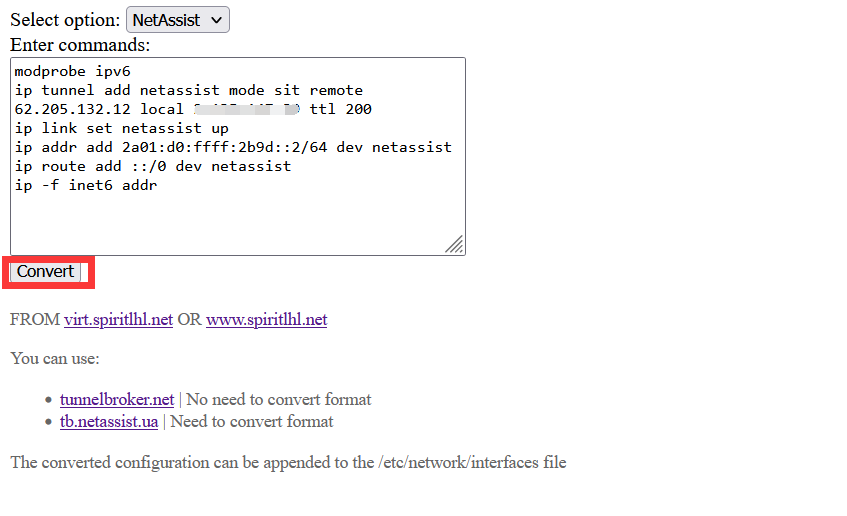 Select option: NetAssist
Enter commands:
modprobe ipv6
ip tunnel add netassist mode sit remote
62.205.132.12 local ttl 200
ip link set netassist up
ip addr add 2a01:d0:ffff:2b9d::2/64 dev netassist
ip route add ::/0 dev netassist
ip -f inet6 addr
Convert
FROM virt.spiritlhl.net OR www.spiritlhl.net
You can use:
tunnelbroker.net | No need to convert format
tb.netassist.ua | Need to convert format
The converted configuration can be appended to the /etc/network/interfaces file